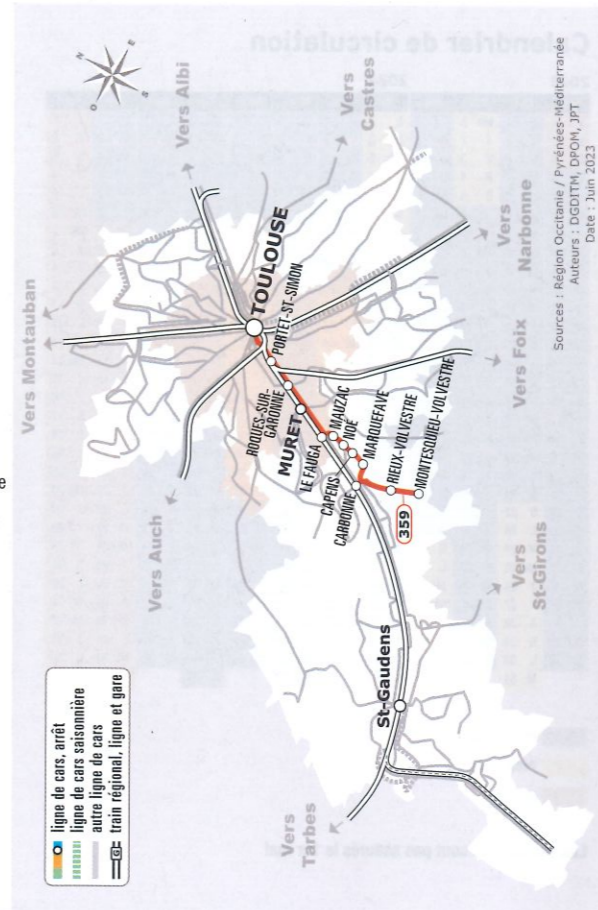 ligne de cars, arrêt
ligne de cars saisonnière
autre ligne de cars
train régional, ligne et gare
Vers Montauban
Vers Albi
Vers
Castres
Vers Auch
N
E
S
O
TOULOUSE
PORTET-ST-SIMON
ROQUES-SUR-
GARONNE
MURET
LE FAUGA
MAUZAC
NOÉ
CAPENS
MARQUEFAVE
CARBONNE
RIEUX-VOLVESTRE
MONTESQUIEU-VOLVESTRE
359
St-Gaudens
Vers
Tarbes
Vers
St-Girons
Vers Foix
Vers
Narbonne
Sources : Région Occitanie / Pyrénées-Méditerranée
Auteurs : DGDITM, DPOM, JPT
Date : Juin 2023
Calendrier de circulation
e